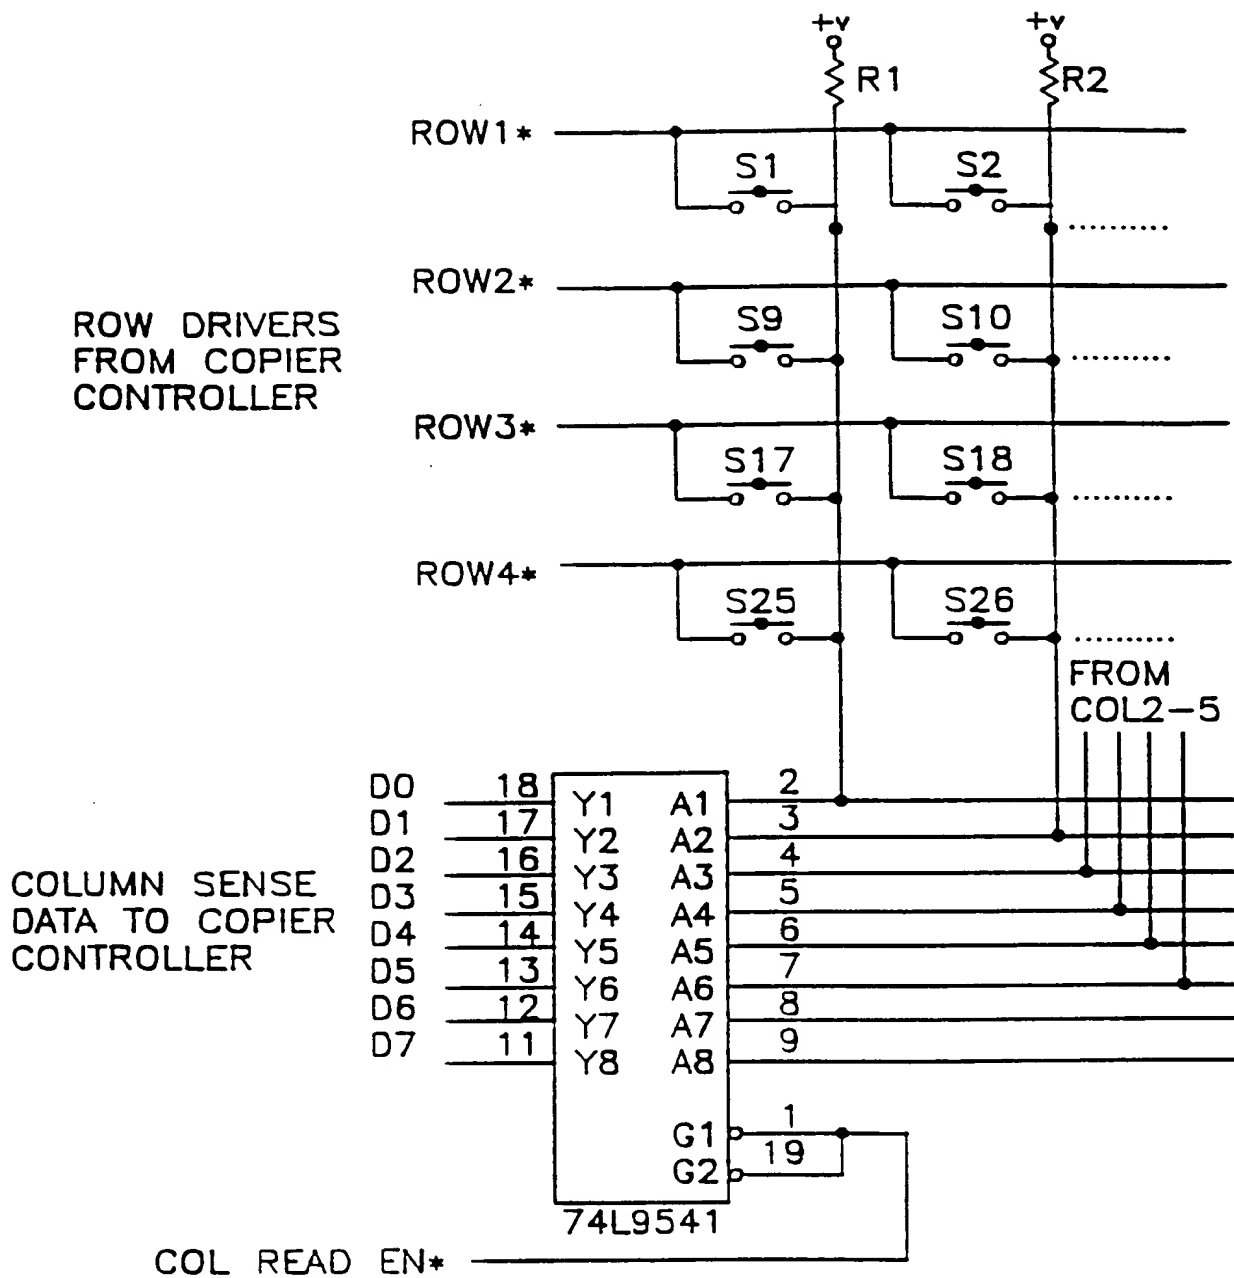 +v +v
R1 R2
ROW1*
S1 S2
ROW2*
S9 S10
ROW DRIVERS
FROM COPIER
CONTROLLER
ROW3*
S17 S18
ROW4*
S25 S26
FROM
COL2-5
D0 18 Y1 A1 2
D1 17 Y2 A2 3
D2 16 Y3 A3 4
D3 15 Y4 A4 5
D4 14 Y5 A5 6
D5 13 Y6 A6 7
D6 12 Y7 A7 8
D7 11 Y8 A8 9
COLUMN SENSE
DATA TO COPIER
CONTROLLER
G1 1
G2 19
74L9541
COL READ EN*